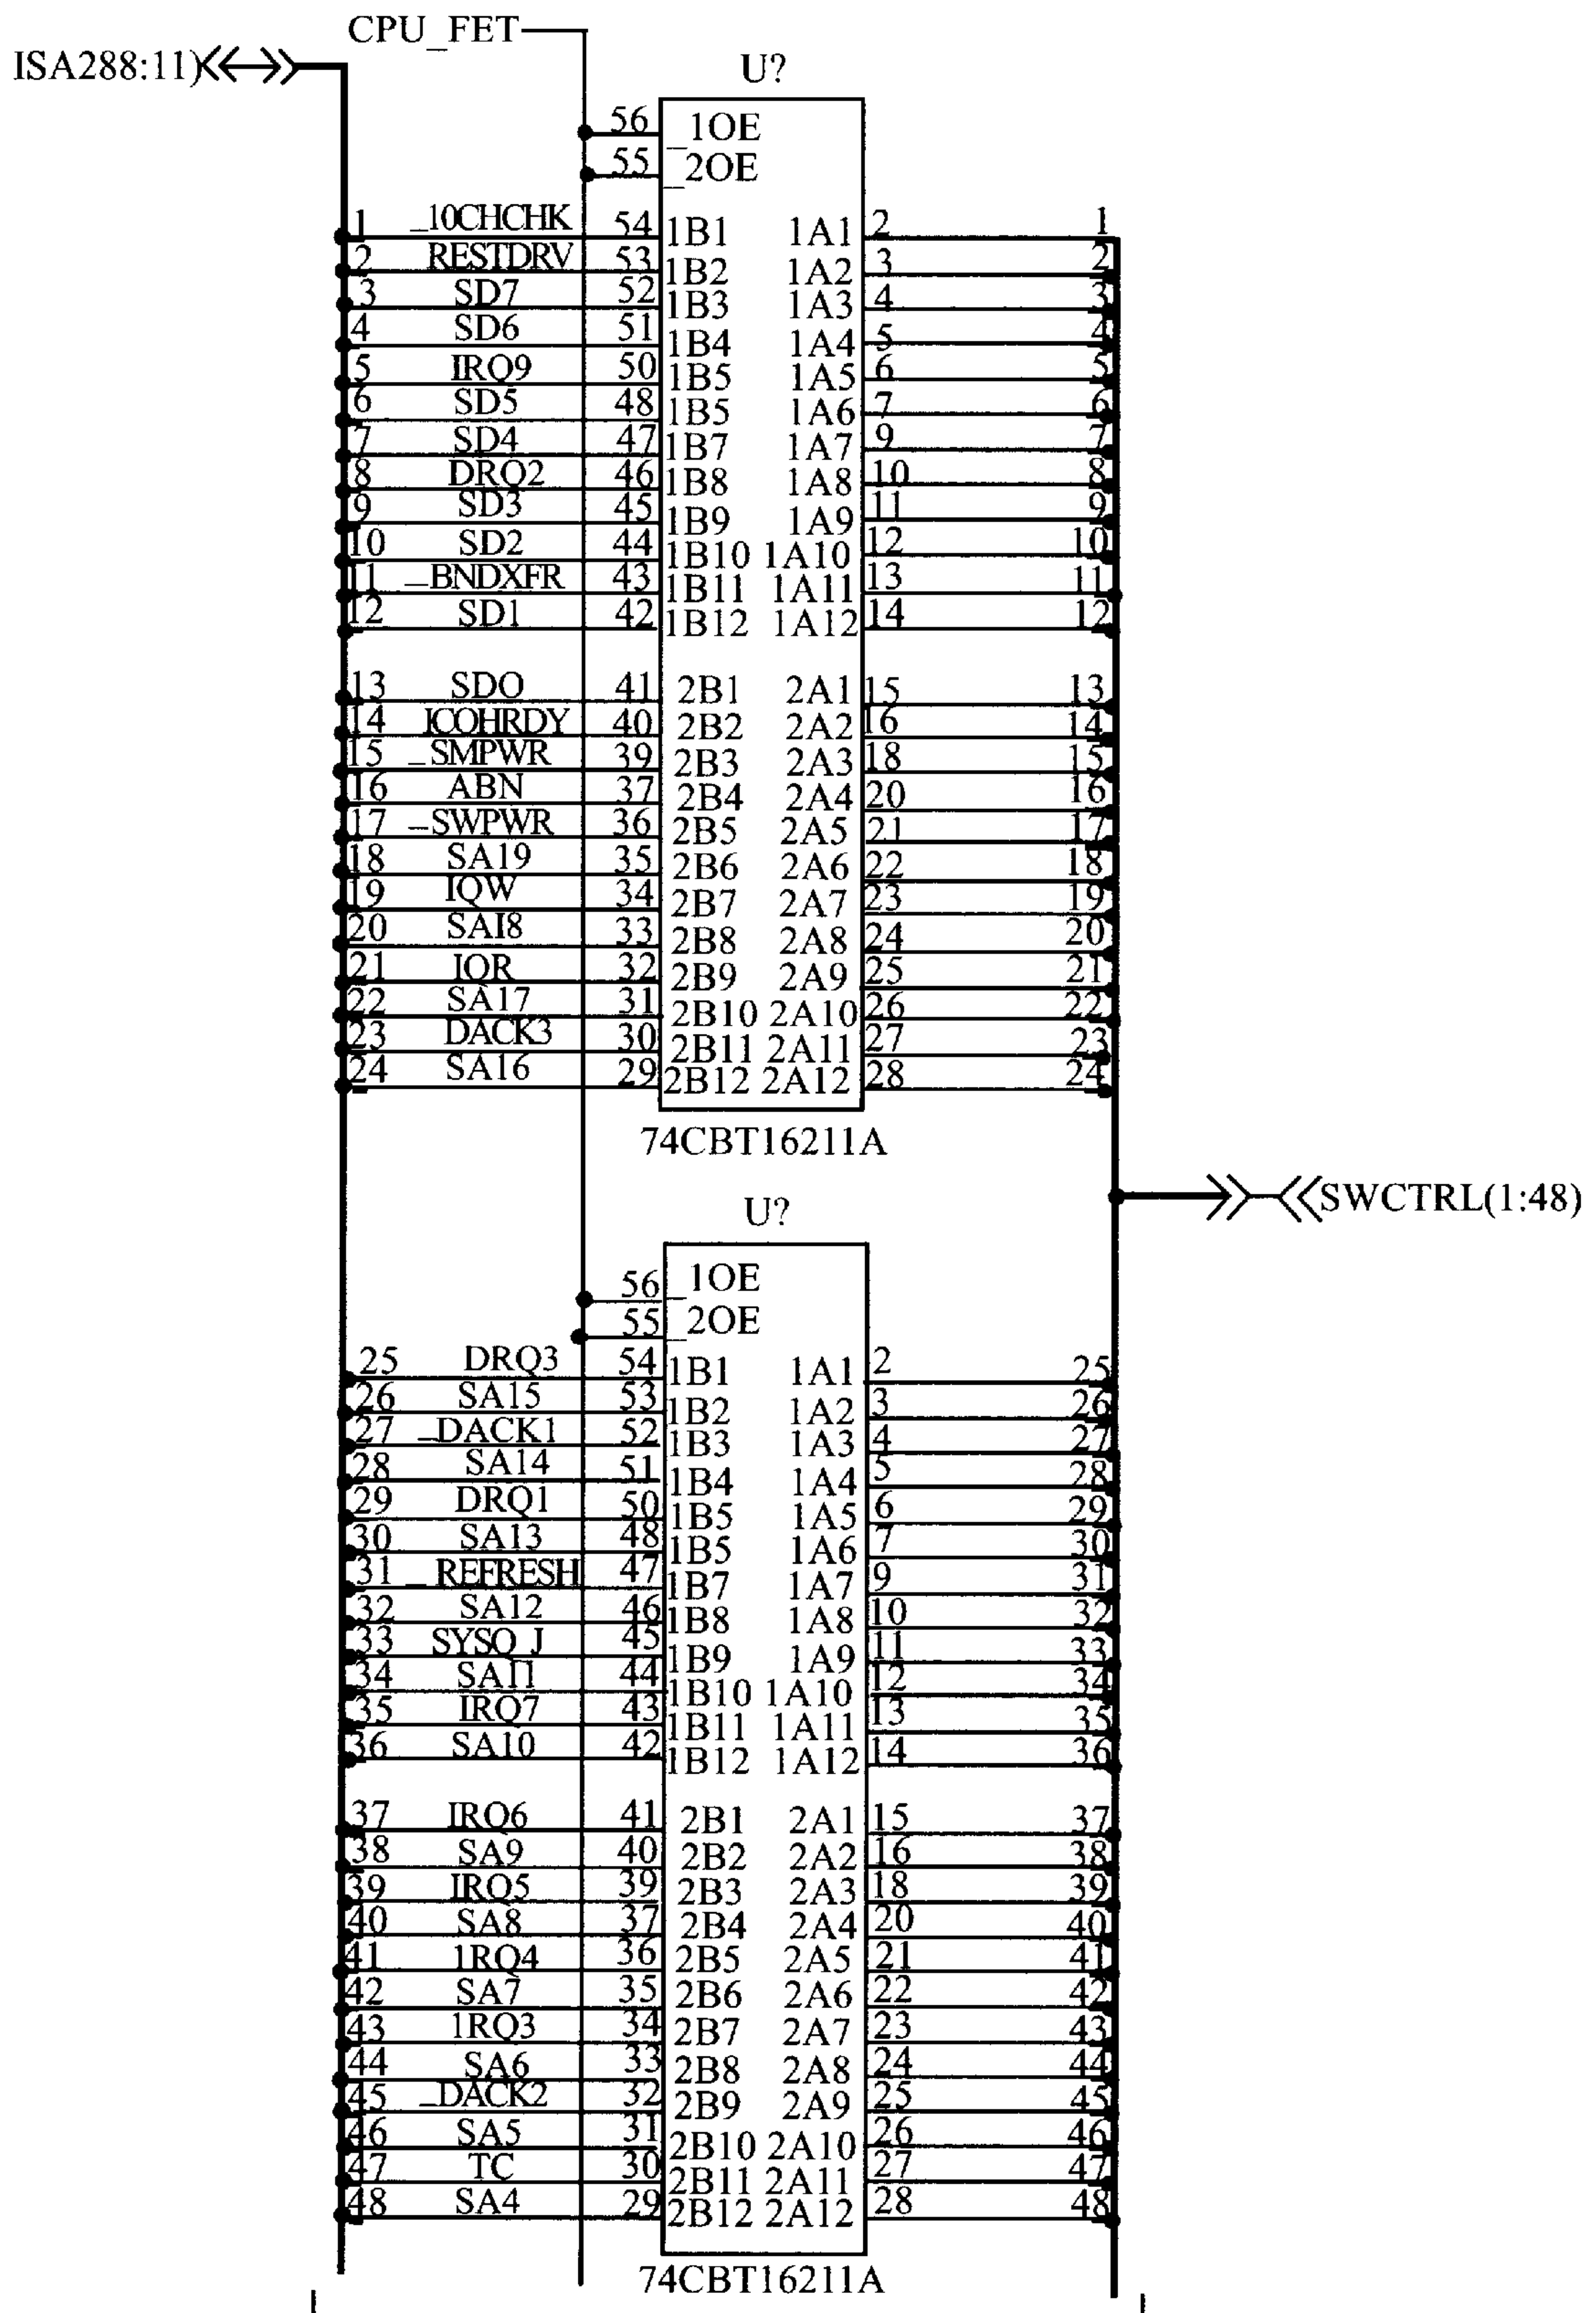 CPU_FET
ISA288:11)
U?
56 _1OE
55 _2OE
1 _10CHCHK 54 1B1 1A1 2 1
2 RESTDRV 53 1B2 1A2 3 2
3 SD7 52 1B3 1A3 4 3
4 SD6 51 1B4 1A4 5 4
5 IRQ9 50 1B5 1A5 6 5
6 SD5 48 1B5 1A6 7 6
7 SD4 47 1B7 1A7 9 7
8 DRQ2 46 1B8 1A8 10 8
9 SD3 45 1B9 1A9 11 9
10 SD2 44 1B10 1A10 12 10
11 _BNDXFR 43 1B11 1A11 13 11
12 SD1 42 1B12 1A12 14 12
13 SDO 41 2B1 2A1 15 13
14 ICOHRDY 40 2B2 2A2 16 14
15 _SMPWR 39 2B3 2A3 18 15
16 ABN 37 2B4 2A4 20 16
17 _SWPWR 36 2B5 2A5 21 17
18 SA19 35 2B6 2A6 22 18
19 IQW 34 2B7 2A7 23 19
20 SAI8 33 2B8 2A8 24 20
21 IQR 32 2B9 2A9 25 21
22 SA17 31 2B10 2A10 26 22
23 DACK3 30 2B11 2A11 27 23
24 SA16 29 2B12 2A12 28 24
74CBT16211A
SWCTRL(1:48)
U?
56 _1OE
55 _2OE
25 DRQ3 54 1B1 1A1 2 25
26 SA15 53 1B2 1A2 3 26
27 _DACK1 52 1B3 1A3 4 27
28 SA14 51 1B4 1A4 5 28
29 DRQ1 50 1B5 1A5 6 29
30 SA13 48 1B5 1A6 7 30
31 _REFRESH 47 1B7 1A7 9 31
32 SA12 46 1B8 1A8 10 32
33 SYSQ_J 45 1B9 1A9 11 33
34 SA11 44 1B10 1A10 12 34
35 IRQ7 43 1B11 1A11 13 35
36 SA10 42 1B12 1A12 14 36
37 IRQ6 41 2B1 2A1 15 37
38 SA9 40 2B2 2A2 16 38
39 IRQ5 39 2B3 2A3 18 39
40 SA8 37 2B4 2A4 20 40
41 1RQ4 36 2B5 2A5 21 41
42 SA7 35 2B6 2A6 22 42
43 1RQ3 34 2B7 2A7 23 43
44 SA6 33 2B8 2A8 24 44
45 _DACK2 32 2B9 2A9 25 45
46 SA5 31 2B10 2A10 26 46
47 TC 30 2B11 2A11 27 47
48 SA4 29 2B12 2A12 28 48
74CBT16211A